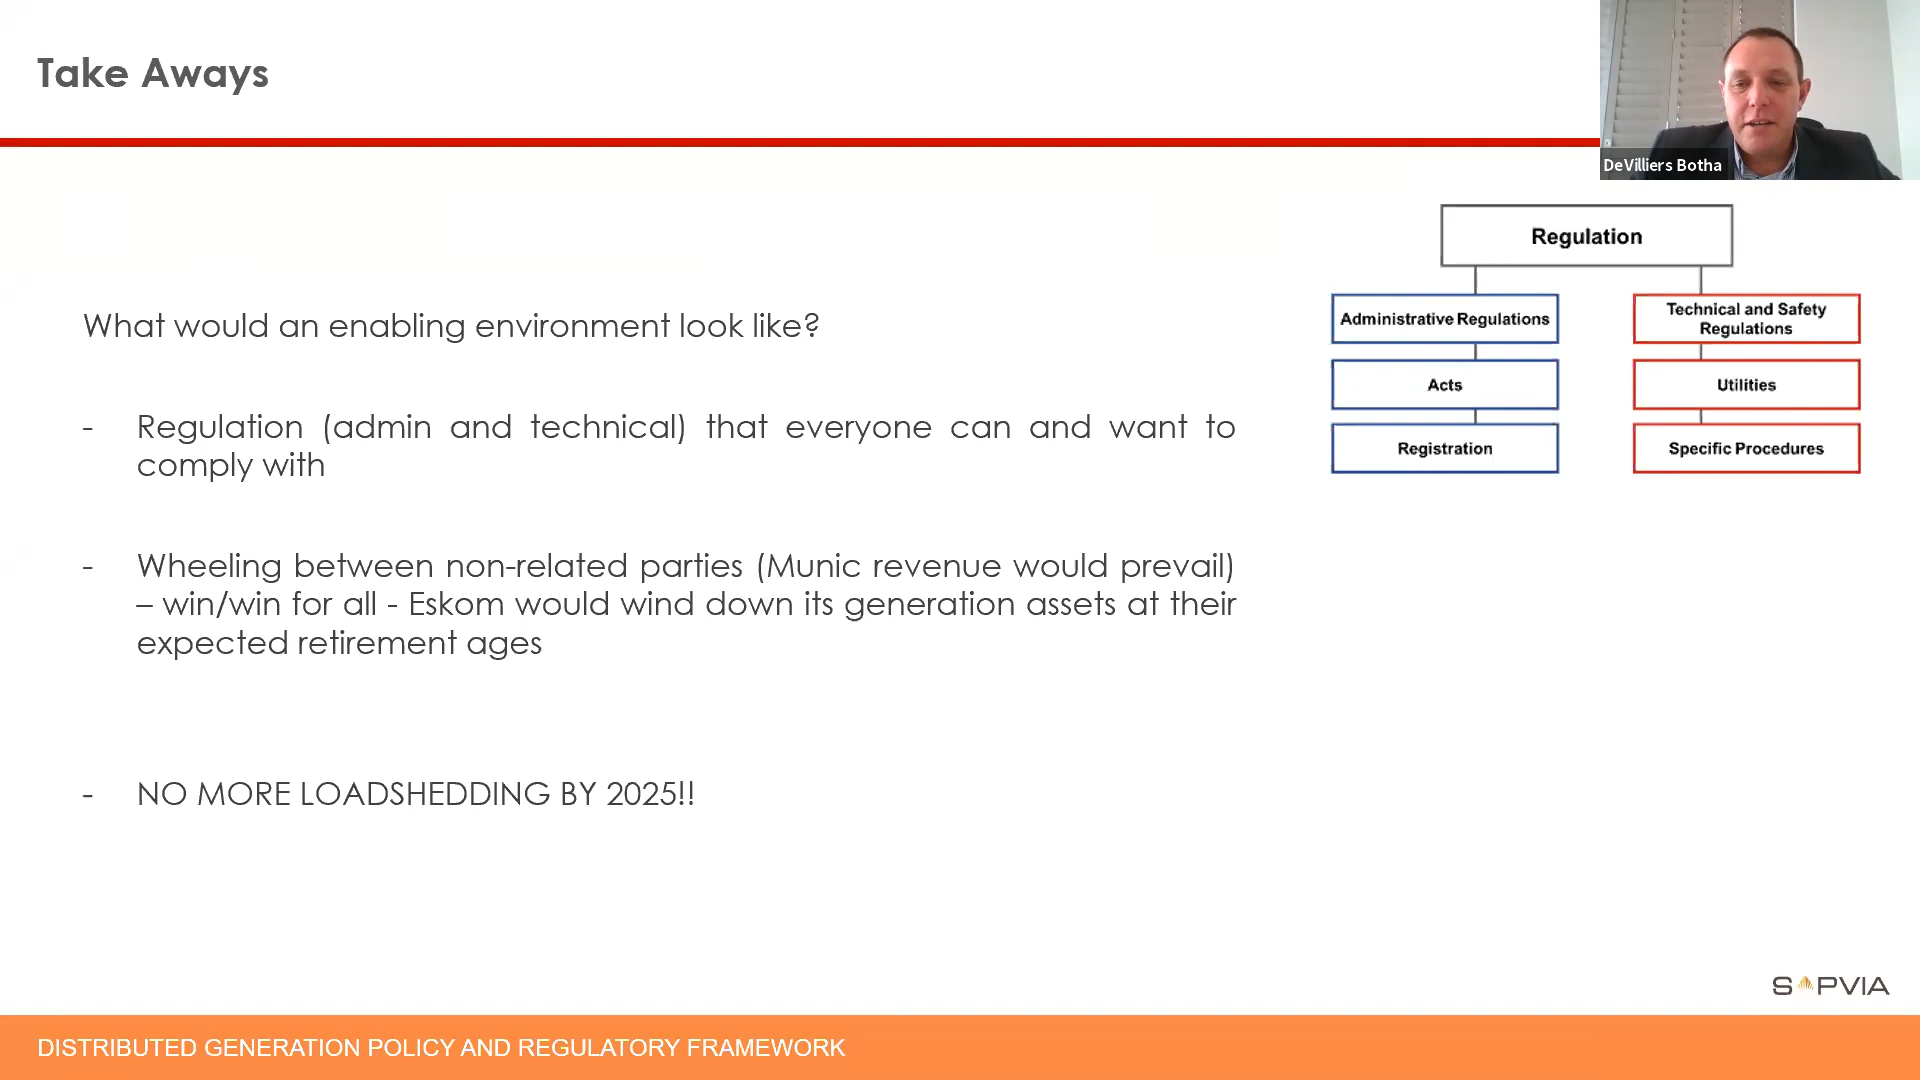 Take Aways
DeVilliers Botha
What would an enabling environment look like?
- Regulation (admin and technical) that everyone can and want to
comply with
- Wheeling between non-related parties (Munic revenue would prevail)
– win/win for all - Eskom would wind down its generation assets at their
expected retirement ages
- NO MORE LOADSHEDDING BY 2025!!
Regulation
Administrative Regulations
Acts
Registration
Technical and Safety
Regulations
Utilities
Specific Procedures
SAPVIA
DISTRIBUTED GENERATION POLICY AND REGULATORY FRAMEWORK